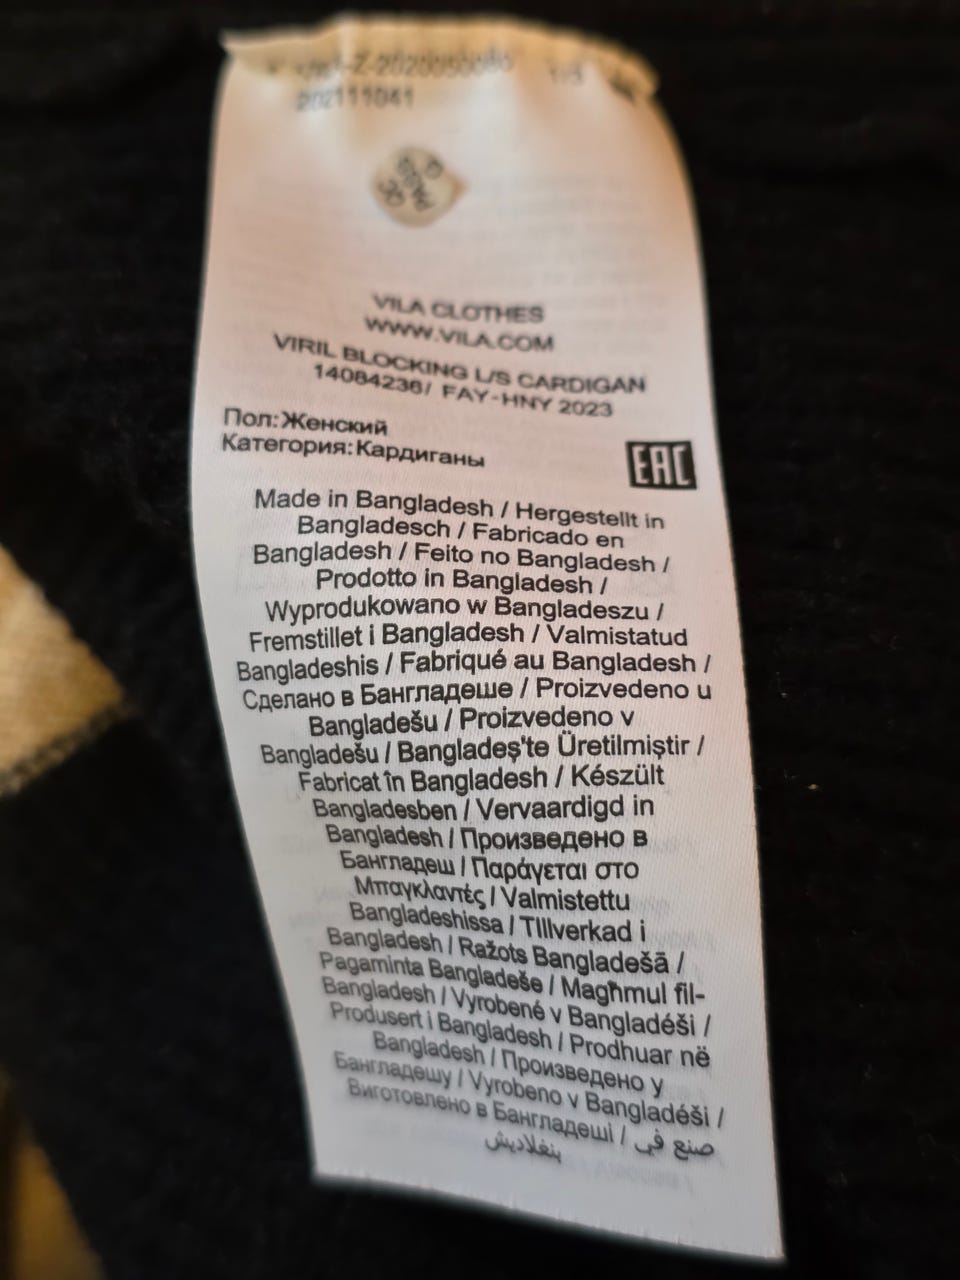 202111041
VILA CLOTHES
WWW.VILA.COM
VIRIL BLOCKING L/S CARDIGAN
14084236/ FAY-HNY 2023
Пол:Женский
Категория:Кардиганы
EAC
Made in Bangladesh / Hergestellt in
Bangladesch / Fabricado en
Bangladesh / Feito no Bangladesh /
Prodotto in Bangladesh /
Wyprodukowano w Bangladeszu /
Fremstillet i Bangladesh / Valmistatud
Bangladeshis / Fabriqué au Bangladesh /
Сделано в Бангладеше / Proizvedeno u
Bangladešu / Proizvedeno v
Bangladešu / Bangladeş'te Üretilmiştir /
Fabricat în Bangladesh / Készült
Bangladesben / Vervaardigd in
Bangladesh / Произведено в
Бангладеш / Παράγεται στο
Μπαγκλαντές / Valmistettu
Bangladeshissa / TIllverkad i
Bangladesh / Ražots Bangladešā /
Pagaminta Bangladeše / Magħmul fil-
Bangladesh / Vyrobené v Bangladéši /
Produsert i Bangladesh / Prodhuar në
Bangladesh / Произведено у
Бангладешу / Vyrobeno v Bangladéši /
Виготовлено в Бангладеші / صنع في
بنغلاديش